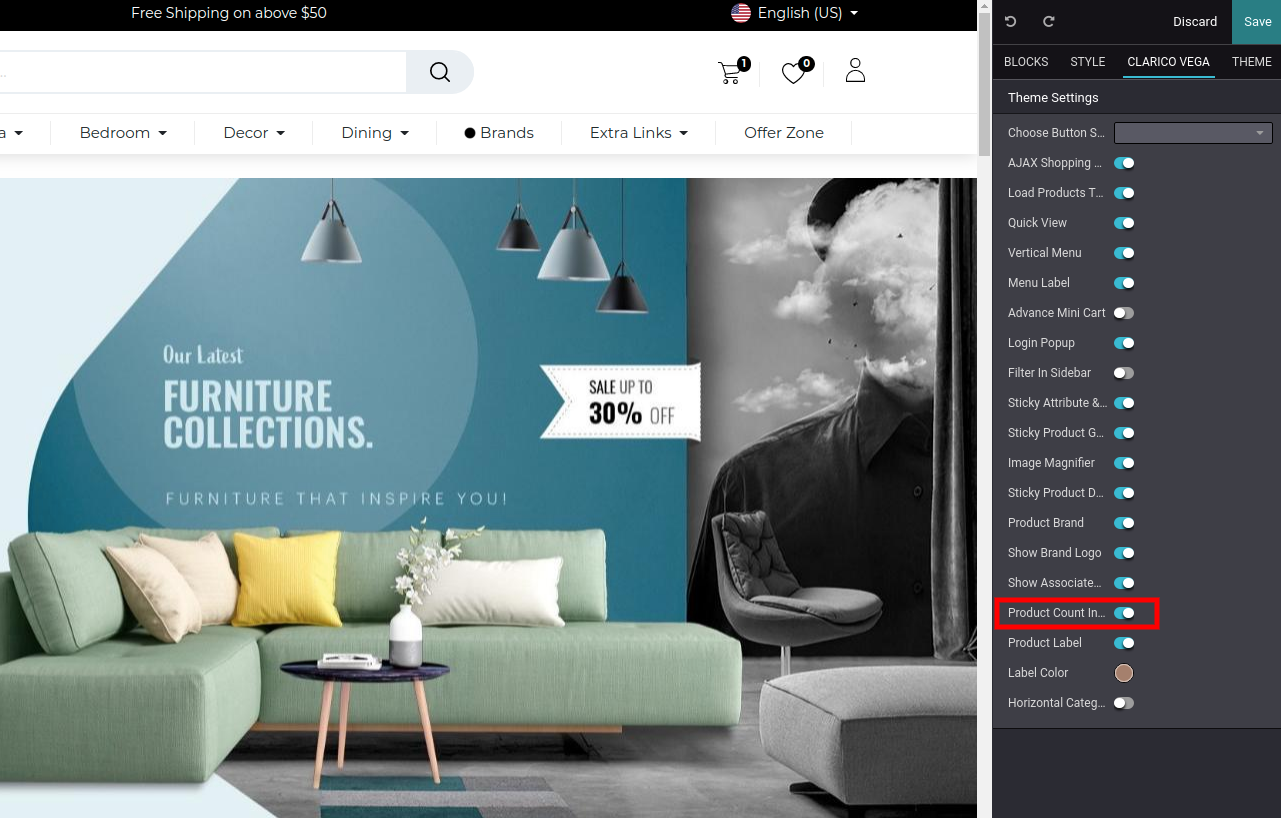 Free Shipping on above $50
English (US)
Discard
Save
BLOCKS
STYLE
CLARICO VEGA
THEME
...
1
0
a
Bedroom
Decor
Dining
Brands
Extra Links
Offer Zone
Our Latest
FURNITURE
COLLECTIONS.
FURNITURE THAT INSPIRE YOU!
SALE UP TO
30% OFF
Theme Settings
Choose Button S...
AJAX Shopping ...
Load Products T...
Quick View
Vertical Menu
Menu Label
Advance Mini Cart
Login Popup
Filter In Sidebar
Sticky Attribute &...
Sticky Product G...
Image Magnifier
Sticky Product D...
Product Brand
Show Brand Logo
Show Associate...
Product Count In...
Product Label
Label Color
Horizontal Categ...